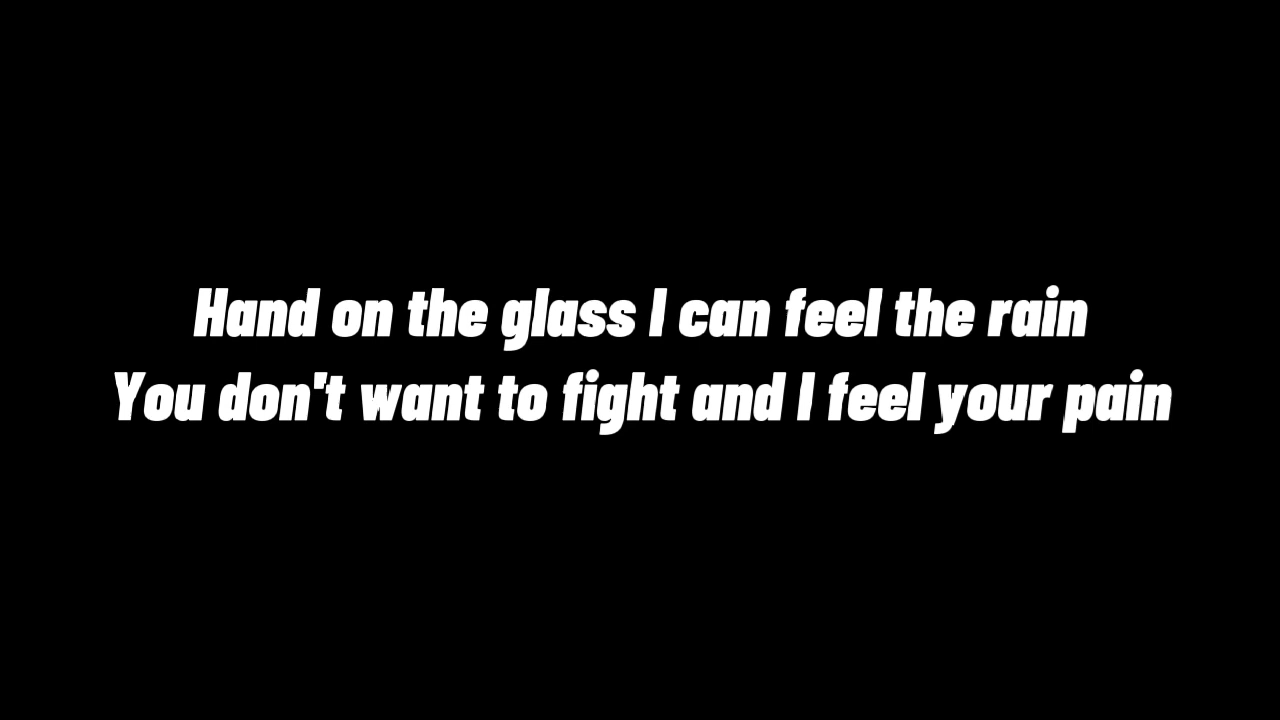 Hand on the glass I can feel the rain
You don't want to fight and I feel your pain